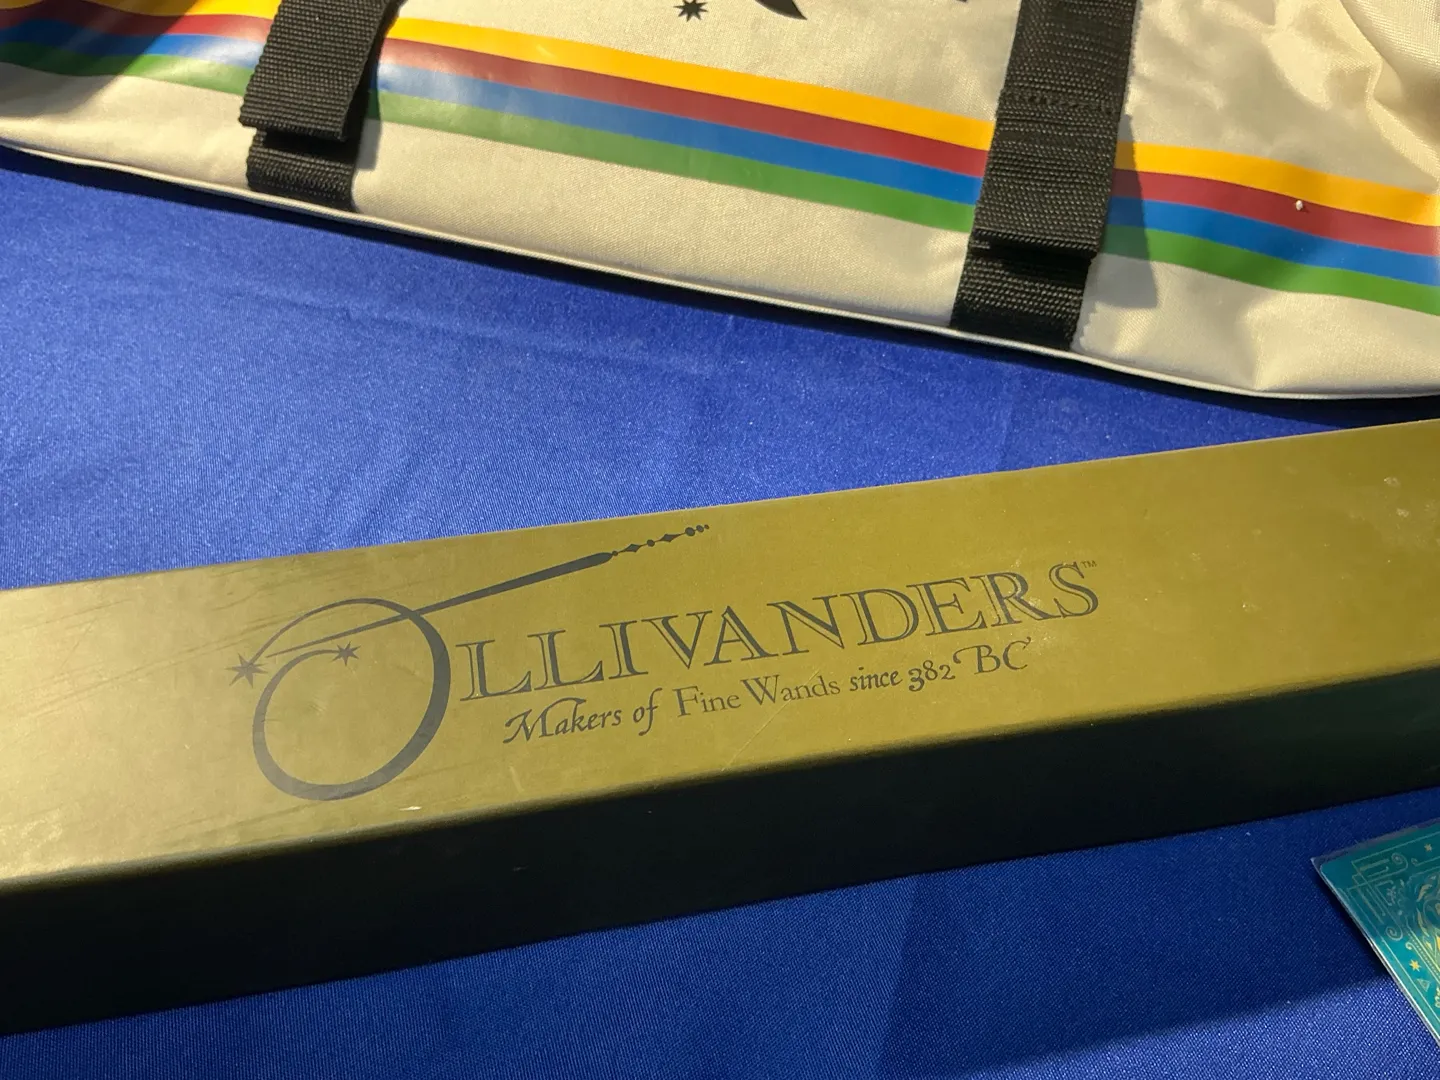 OLLIVANDERS™
Makers of Fine Wands since 382 BC